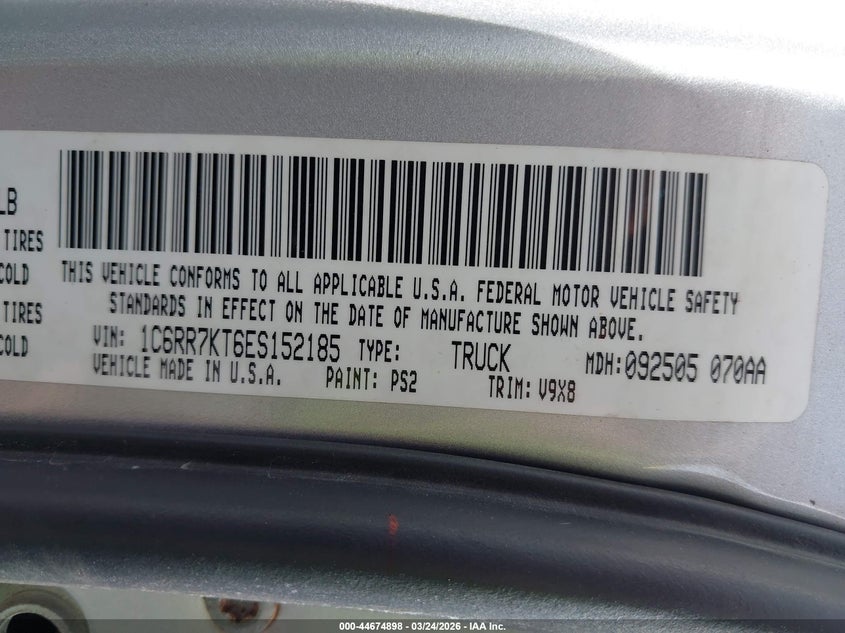 LB
TIRES
COLD
TIRES
COLD
THIS VEHICLE CONFORMS TO ALL APPLICABLE U.S.A. FEDERAL MOTOR VEHICLE SAFETY
STANDARDS IN EFFECT ON THE DATE OF MANUFACTURE SHOWN ABOVE.
VIN: 1C6RR7KT6ES152185 TYPE: TRUCK MDH:092505 070AA
VEHICLE MADE IN U.S.A. PAINT: PS2 TRIM: V9X8
000-44674898 - 03/24/2026 - IAA Inc.